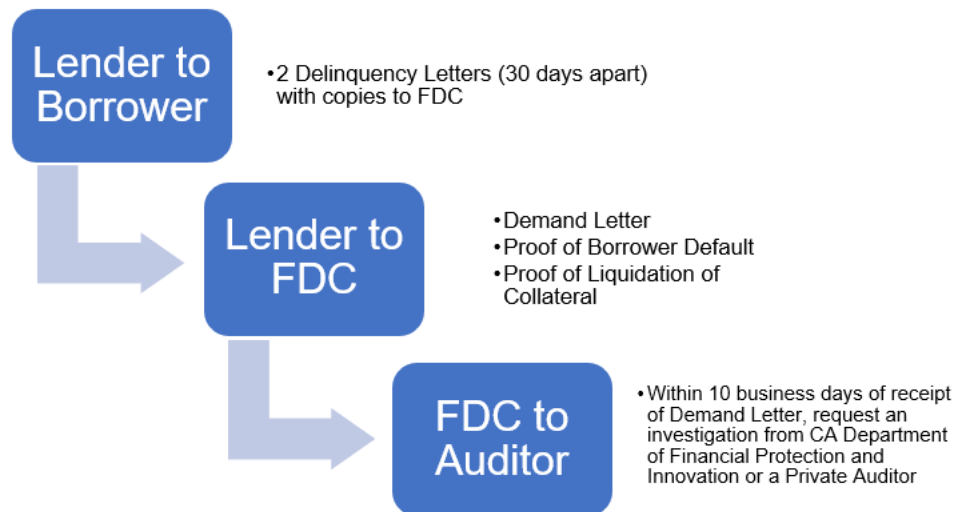 Lender to
Borrower
•2 Delinquency Letters (30 days apart)
with copies to FDC
Lender to
FDC
•Demand Letter
•Proof of Borrower Default
•Proof of Liquidation of
Collateral
FDC to
Auditor
•Within 10 business days of receipt
of Demand Letter, request an
investigation from CA Department
of Financial Protection and
Innovation or a Private Auditor